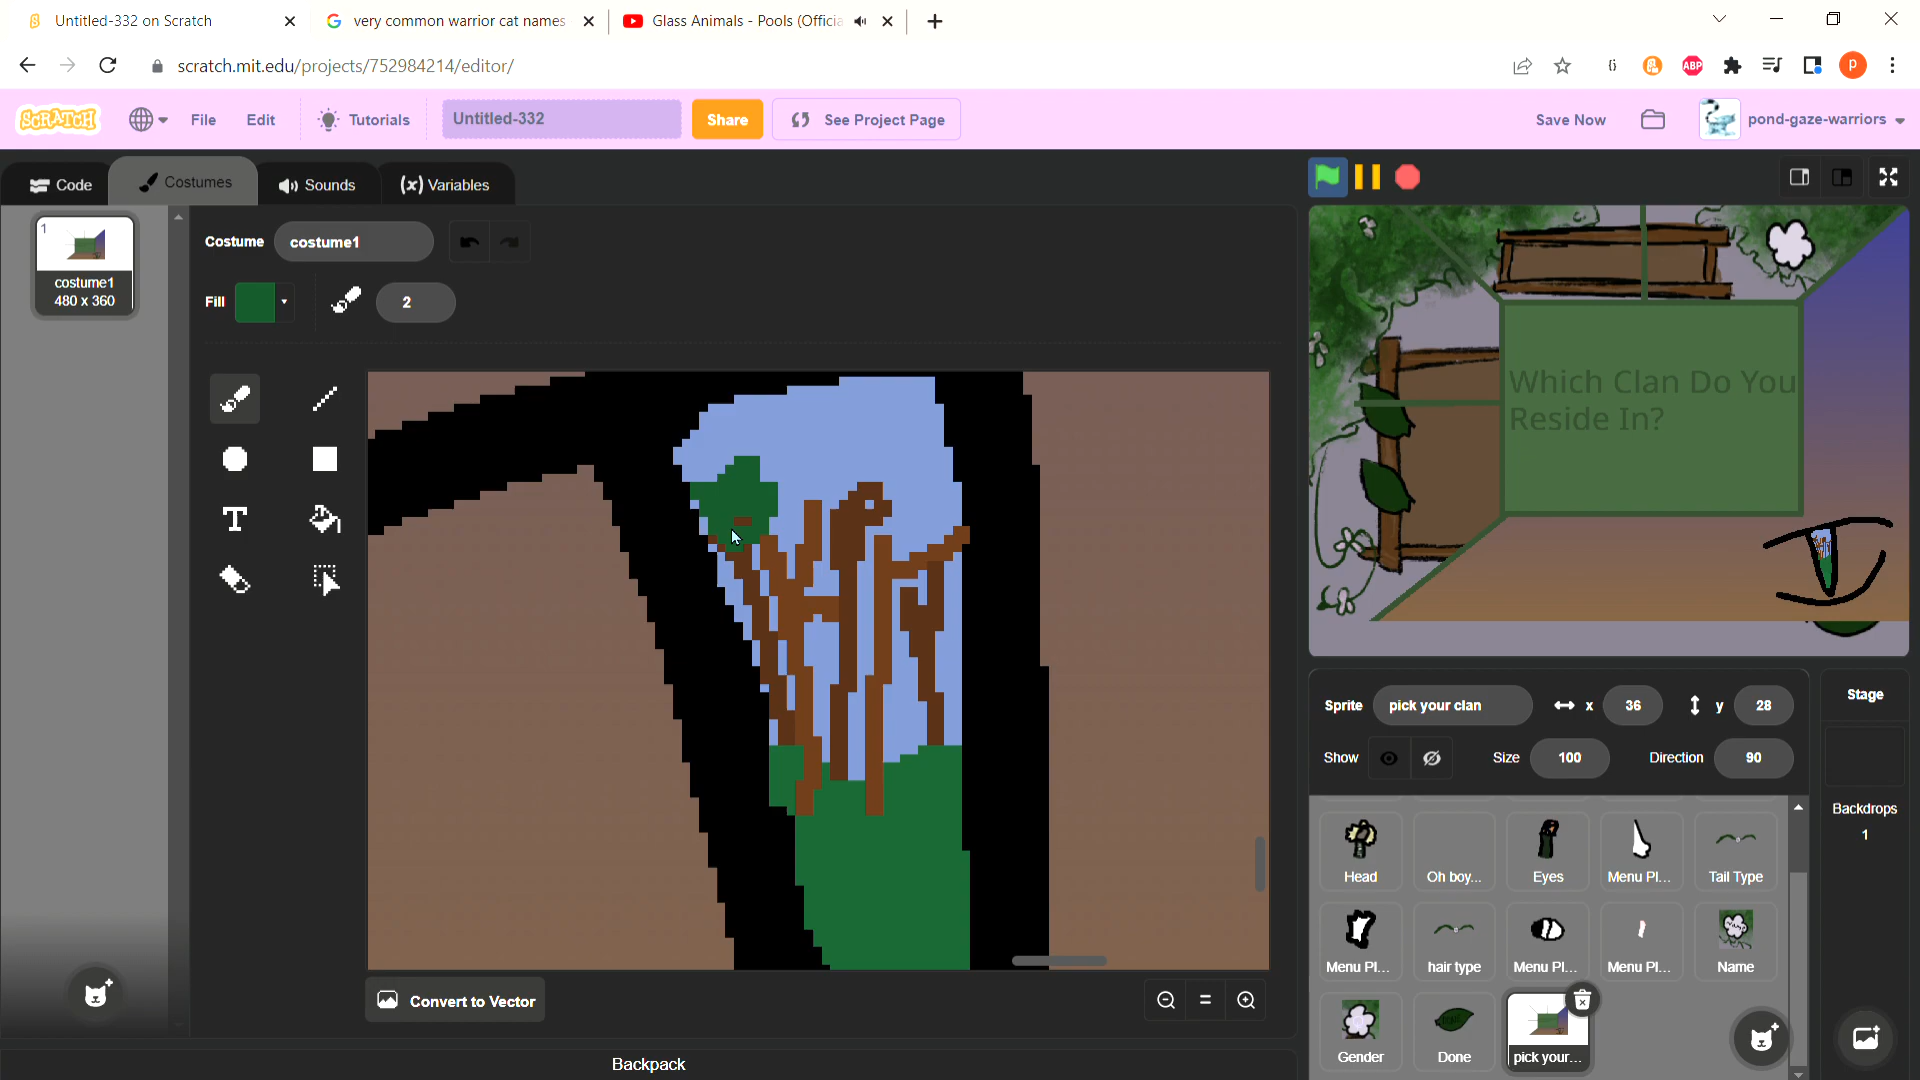 Untitled-332 on Scratch
very common warrior cat names
Glass Animals - Pools (Officia
scratch.mit.edu/projects/752984214/editor/
ABP
P
SCRATCH
File
Edit
Tutorials
Untitled-332
Share
See Project Page
Save Now
pond-gaze-warriors
Code
Costumes
Sounds
(x) Variables
1
costume1
480 x 360
Costume
costume1
Fill
2
T
Which Clan Do You
Reside In?
Sprite
pick your clan
x
36
y
28
Show
Size
100
Direction
90
Stage
Backdrops
1
Head
Oh boy...
Eyes
Menu Pl...
Tail Type
Menu Pl...
hair type
Menu Pl...
Menu Pl...
Name
Gender
Done
pick your...
Convert to Vector
Backpack